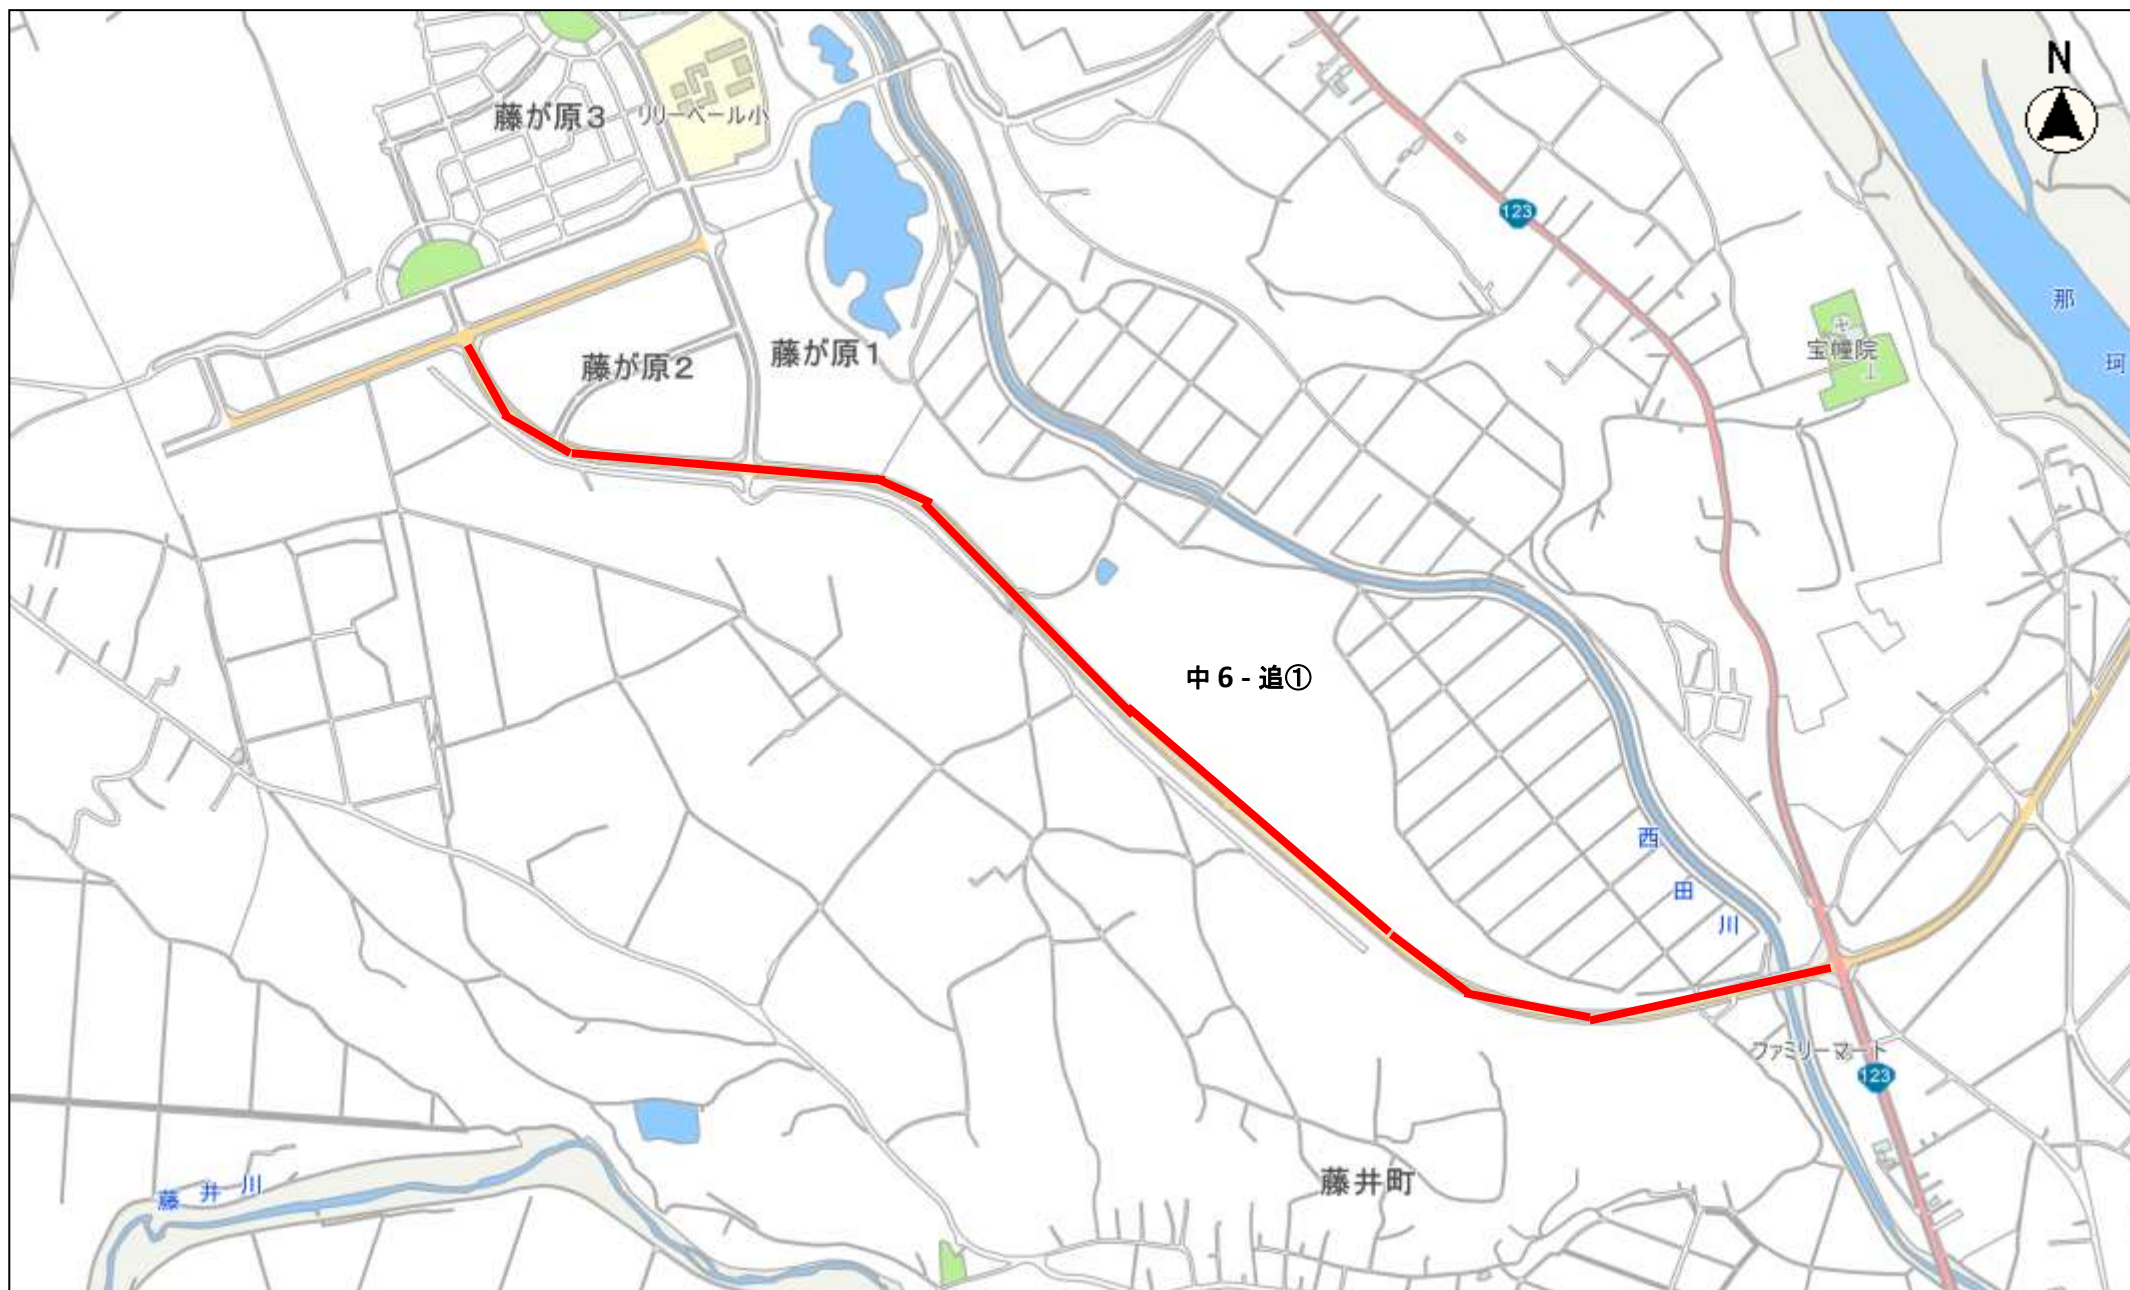 N
藤が原3
リリーベール小
123
那
珂
宝幢院
藤が原2
藤が原1
中6-追①
西
田
川
ファミリーマート
123
藤井町
藤井川